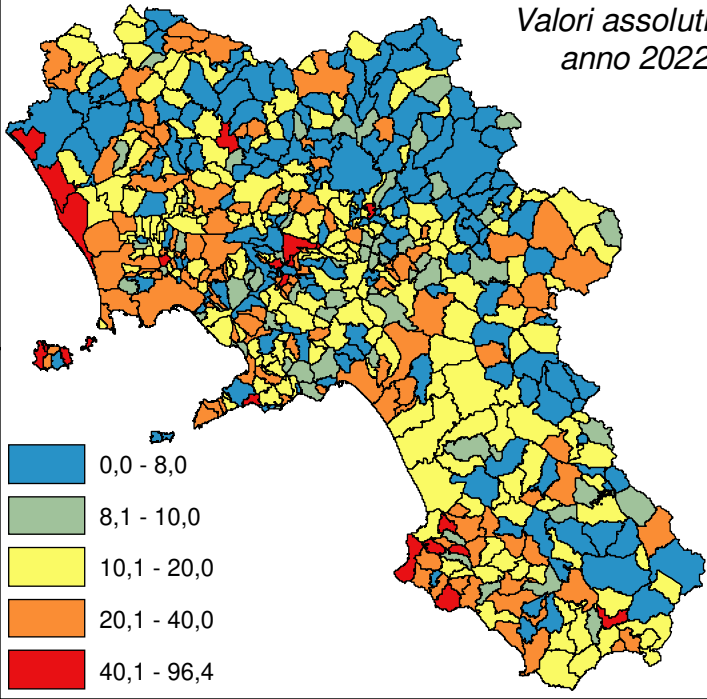 Valori assoluti
anno 2022
0,0 - 8,0
8,1 - 10,0
10,1 - 20,0
20,1 - 40,0
40,1 - 96,4